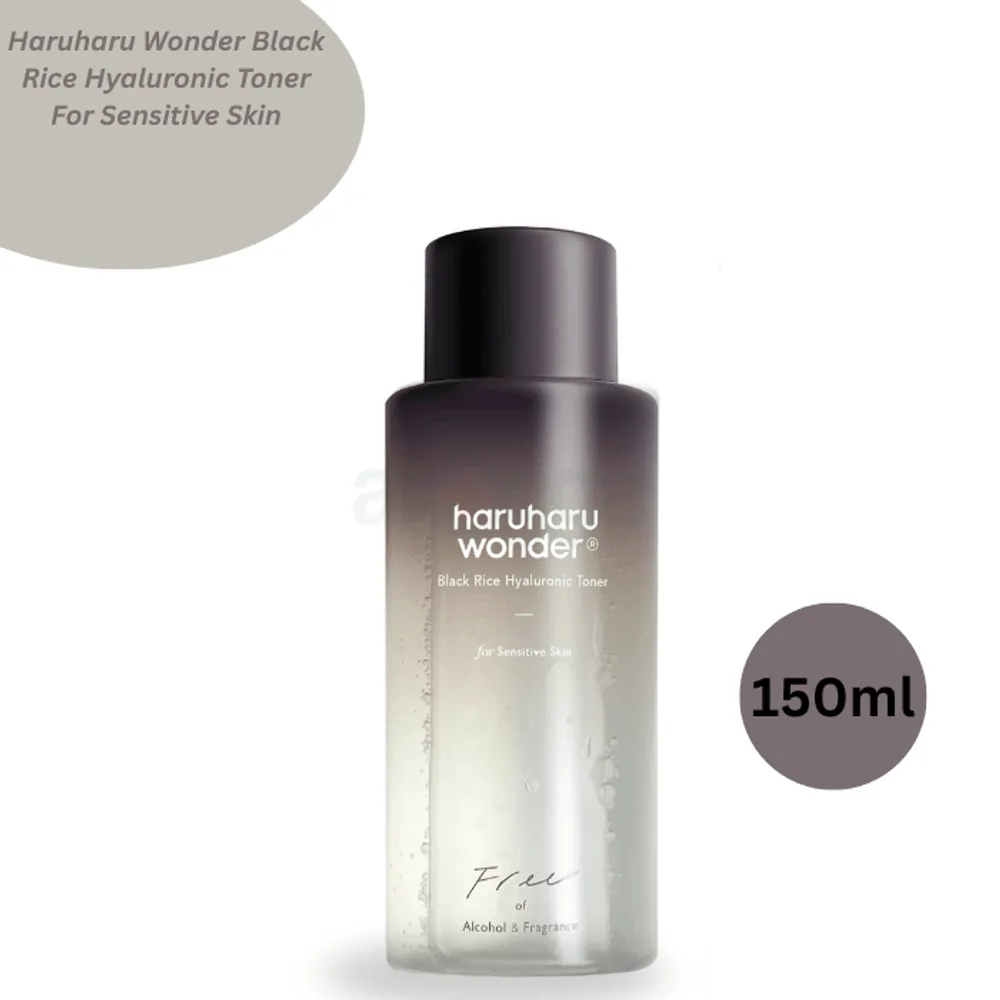 Haruharu Wonder Black
Rice Hyaluronic Toner
For Sensitive Skin
haruharu
wonder®
Black Rice Hyaluronic Toner
for Sensitive Skin
150ml
Free
of
Alcohol & Fragrance